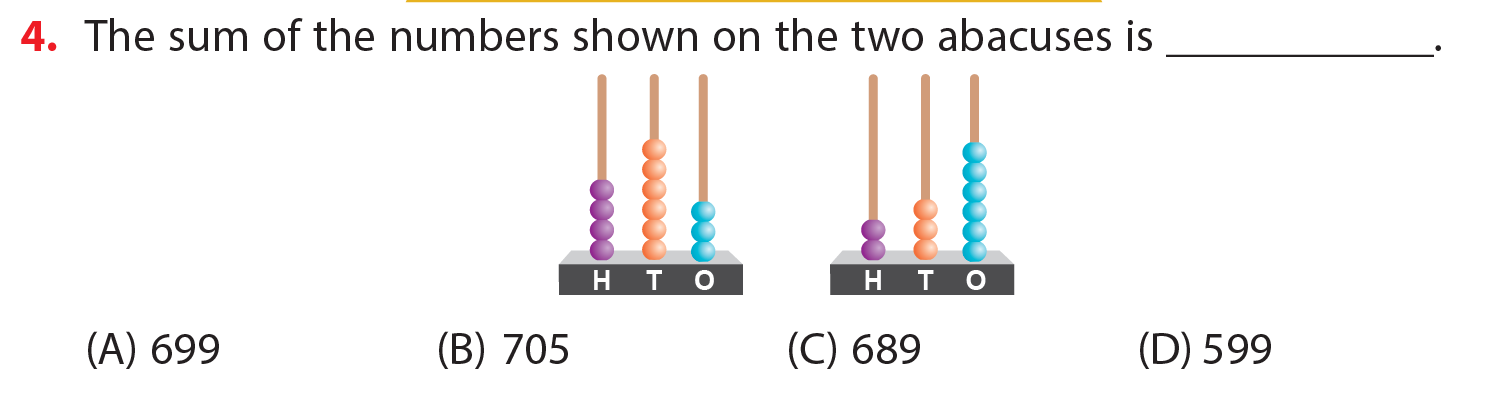 4. The sum of the numbers shown on the two abacuses is ____________.
H T O H T O
(A) 699 (B) 705 (C) 689 (D) 599